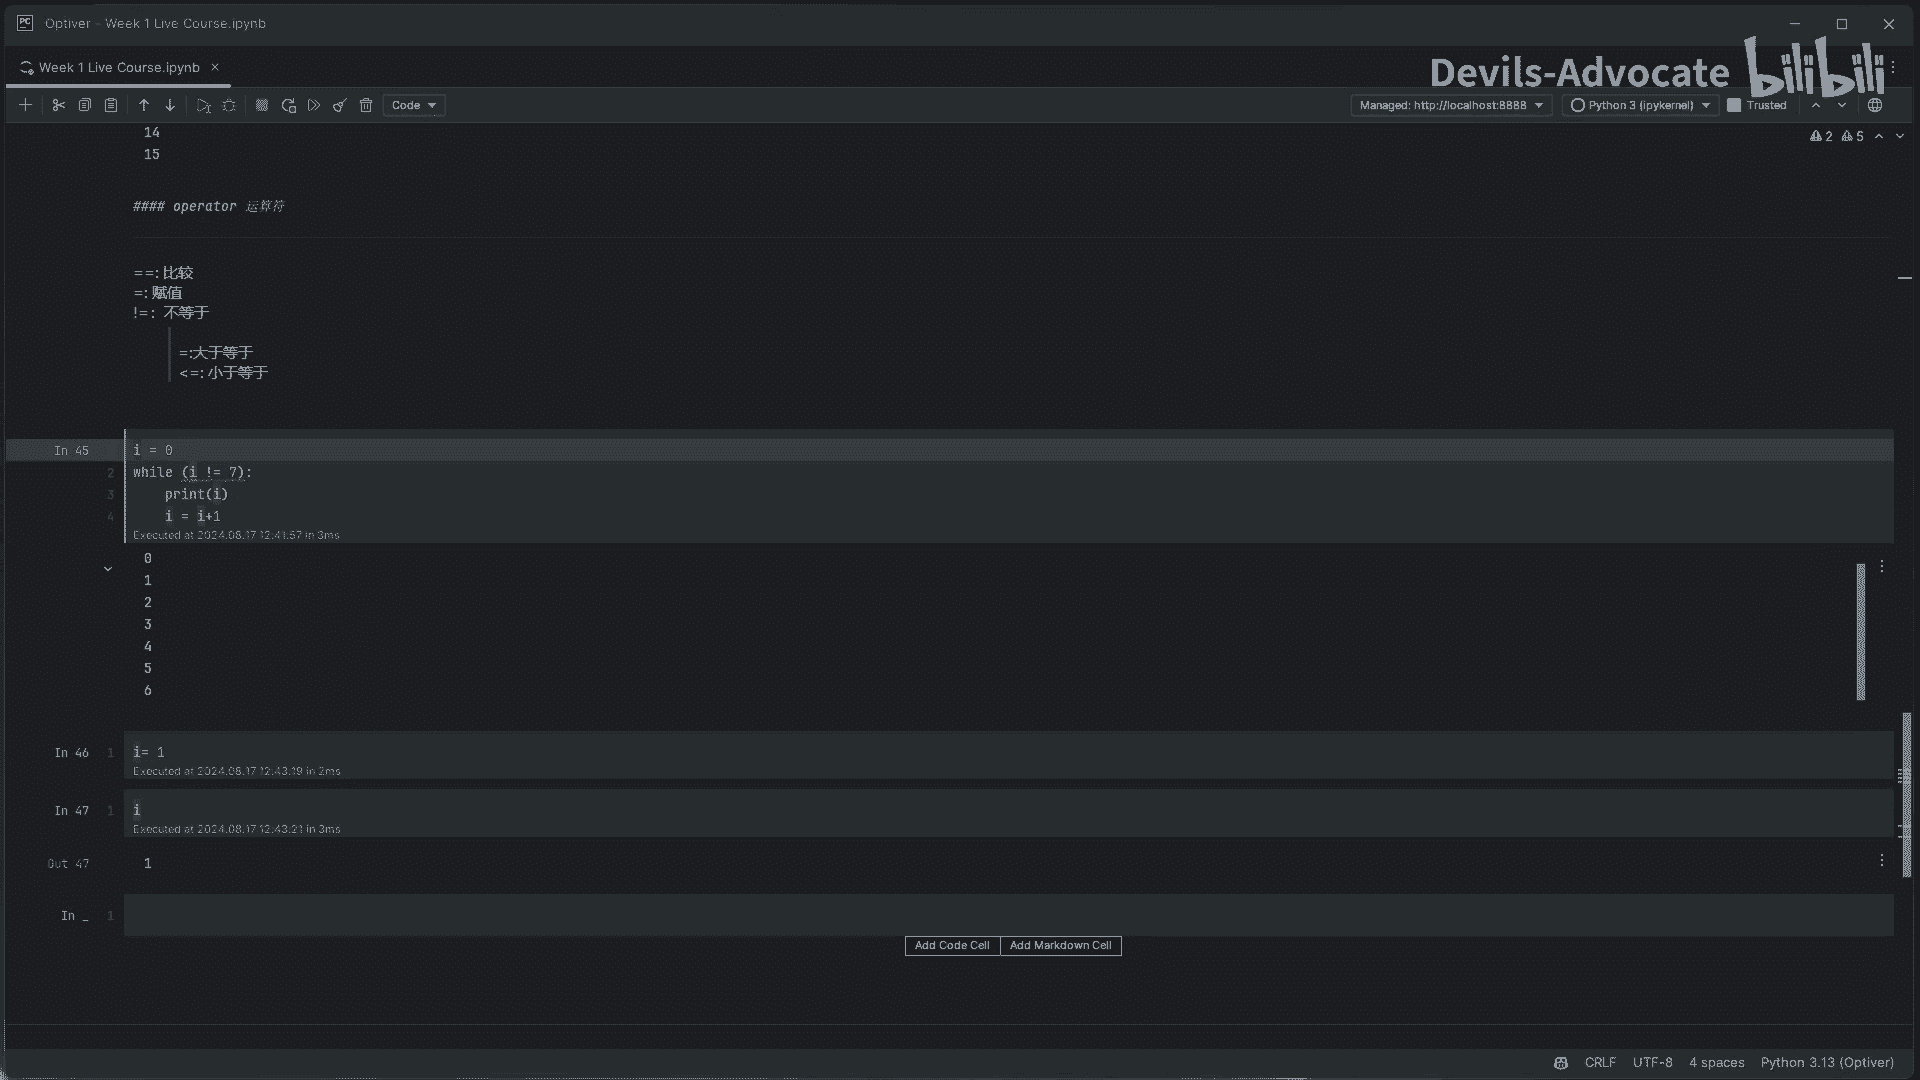 Optiver – Week 1 Live Course.ipynb
Week 1 Live Course.ipynb
Devils-Advocate bilibili
Code
Managed: http://localhost:8888
Python 3 (ipykernel)
Trusted
2 5
14
15
#### operator 运算符
==:比较
=:赋值
!=: 不等于
=:大于等于
<=:小于等于
In 45
i = 0
2 while (i != 7):
3 print(i)
4 i = i+1
Executed at 2024.08.17 12:41:57 in 3ms
0
1
2
3
4
5
6
In 46 1 i= 1
Executed at 2024.08.17 12:43:19 in 2ms
In 47 1 i
Executed at 2024.08.17 12:43:21 in 3ms
Out 47 1
In _ 1
Add Code Cell Add Markdown Cell
CRLF UTF-8 4 spaces Python 3.13 (Optiver)